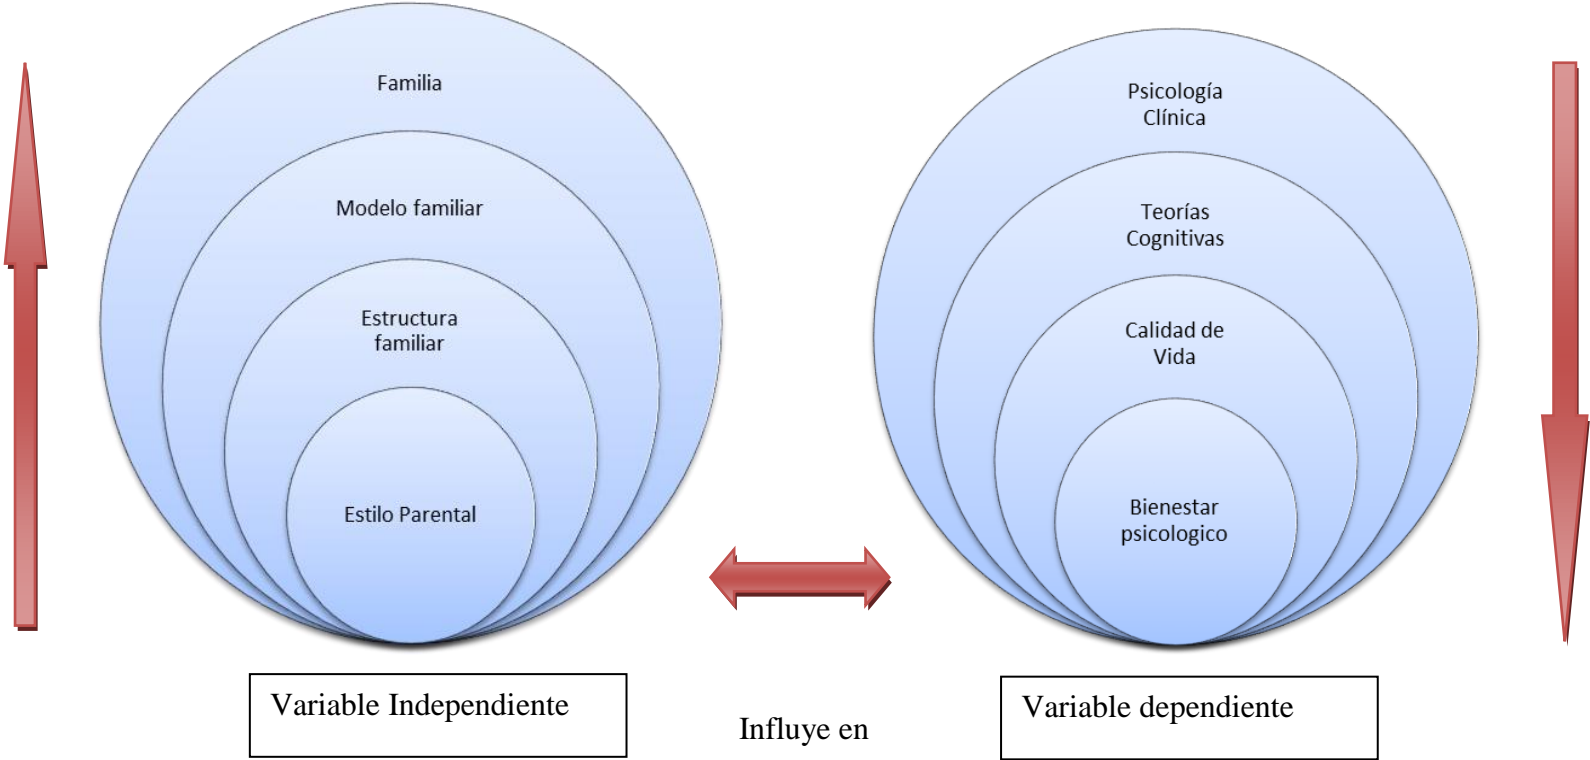 Familia
Modelo familiar
Estructura
familiar
Estilo Parental
Psicología
Clínica
Teorías
Cognitivas
Calidad de
Vida
Bienestar
psicologico
Variable Independiente
Influye en
Variable dependiente